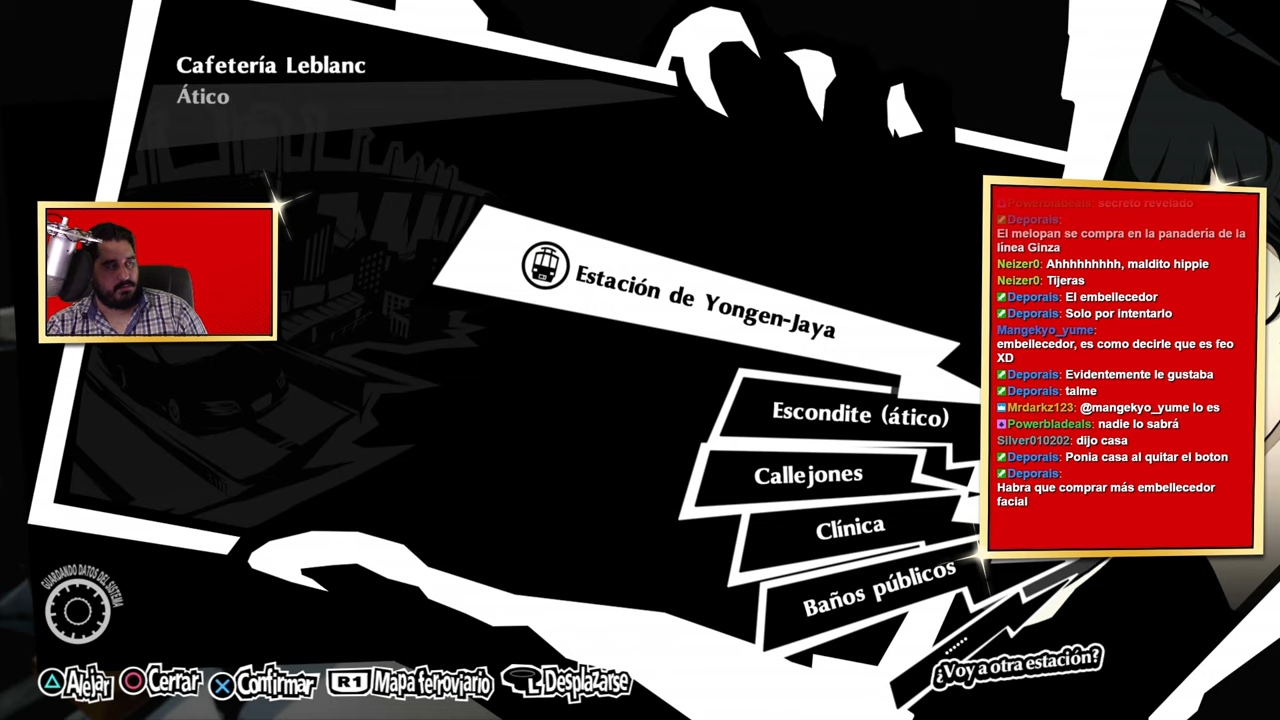 Cafetería Leblanc
Ático
Estación de Yongen-Jaya
Escondite (ático)
Callejones
Clínica
Baños públicos
¿Voy a otra estación?
Powerbladeals: secreto revelado
Deporais:
El melopan se compra en la panadería de la
línea Ginza
Neizer0: Ahhhhhhhhh, maldito hippie
Neizer0: Tijeras
Deporais: El embellecedor
Deporais: Solo por intentarlo
Mangekyo_yume:
embellecedor, es como decirle que es feo
XD
Deporais: Evidentemente le gustaba
Deporais: talme
Mrdarkz123: @mangekyo_yume lo es
Powerbladeals: nadie lo sabrá
Silver010202: dijo casa
Deporais: Ponia casa al quitar el boton
Deporais:
Habra que comprar más embellecedor
facial
GUARDANDO DATOS DEL SISTEMA
Alejar Cerrar Confirmar R1 Mapa ferroviario L Desplazarse